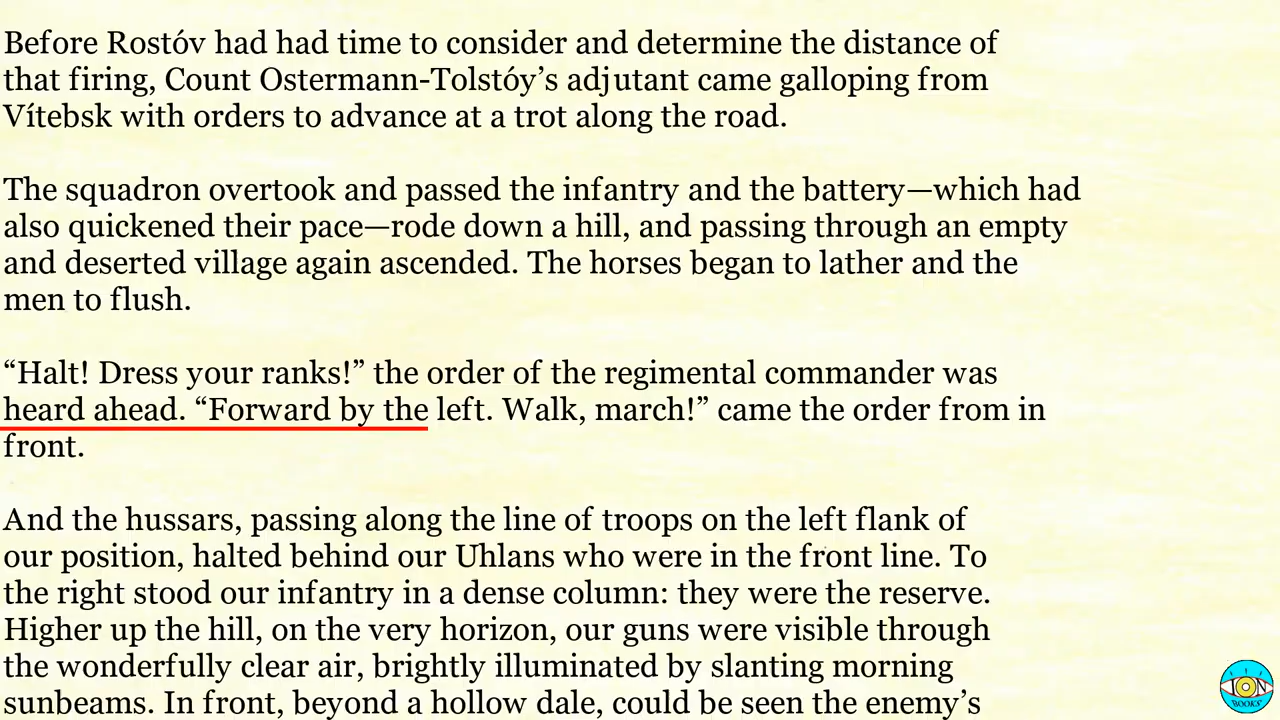 Before Rostóv had had time to consider and determine the distance of
that firing, Count Ostermann-Tolstóy’s adjutant came galloping from
Vítebsk with orders to advance at a trot along the road.
The squadron overtook and passed the infantry and the battery—which had
also quickened their pace—rode down a hill, and passing through an empty
and deserted village again ascended. The horses began to lather and the
men to flush.
“Halt! Dress your ranks!” the order of the regimental commander was
heard ahead. “Forward by the left. Walk, march!” came the order from in
front.
And the hussars, passing along the line of troops on the left flank of
our position, halted behind our Uhlans who were in the front line. To
the right stood our infantry in a dense column: they were the reserve.
Higher up the hill, on the very horizon, our guns were visible through
the wonderfully clear air, brightly illuminated by slanting morning
sunbeams. In front, beyond a hollow dale, could be seen the enemy’s
ION
BOOKS